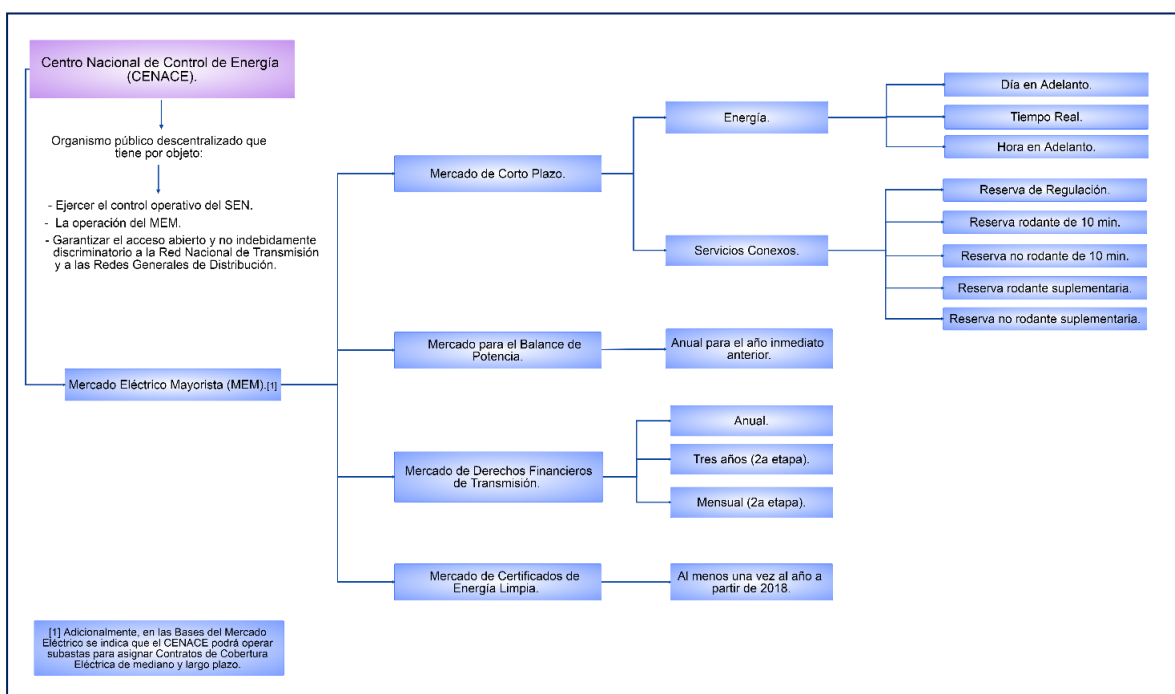 Centro Nacional de Control de Energía
(CENACE).
Organismo público descentralizado que
tiene por objeto:
- Ejercer el control operativo del SEN.
- La operación del MEM.
- Garantizar el acceso abierto y no indebidamente
discriminatorio a la Red Nacional de Transmisión
y a las Redes Generales de Distribución.
Mercado Eléctrico Mayorista (MEM).[1]
Mercado de Corto Plazo.
Energía.
Día en Adelanto.
Tiempo Real.
Hora en Adelanto.
Servicios Conexos.
Reserva de Regulación.
Reserva rodante de 10 min.
Reserva no rodante de 10 min.
Reserva rodante suplementaria.
Reserva no rodante suplementaria.
Mercado para el Balance de
Potencia.
Anual para el año inmediato
anterior.
Mercado de Derechos Financieros
de Transmisión.
Anual.
Tres años (2a etapa).
Mensual (2a etapa).
Mercado de Certificados de
Energía Limpia.
Al menos una vez al año a
partir de 2018.
[1] Adicionalmente, en las Bases del Mercado
Eléctrico se indica que el CENACE podrá operar
subastas para asignar Contratos de Cobertura
Eléctrica de mediano y largo plazo.